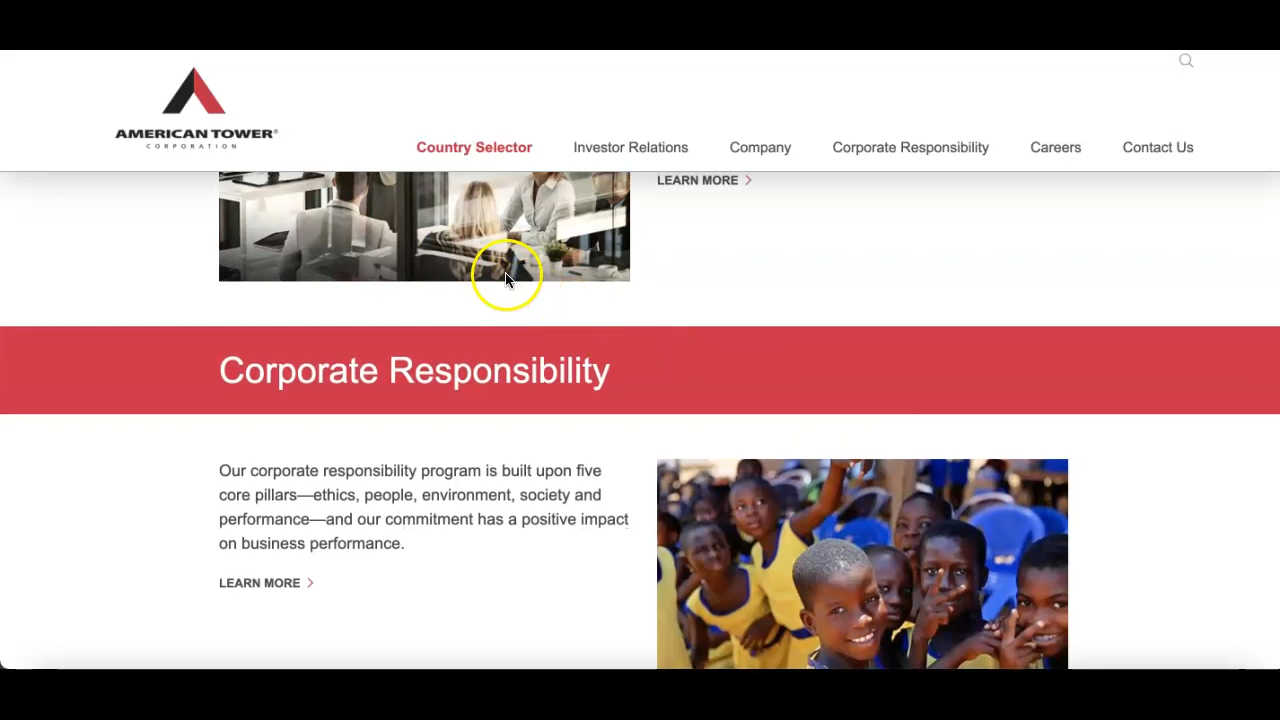 AMERICAN TOWER®
CORPORATION
Country Selector Investor Relations Company Corporate Responsibility Careers Contact Us
LEARN MORE
Corporate Responsibility
Our corporate responsibility program is built upon five
core pillars—ethics, people, environment, society and
performance—and our commitment has a positive impact
on business performance.
LEARN MORE